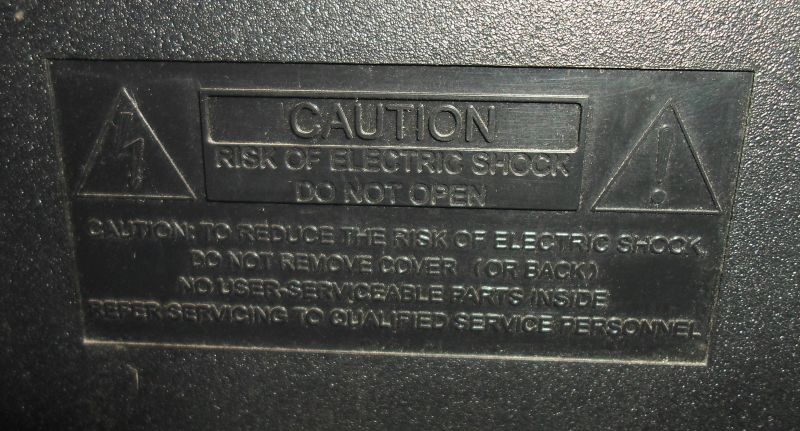 CAUTION
RISK OF ELECTRIC SHOCK
DO NOT OPEN
CAUTION: TO REDUCE THE RISK OF ELECTRIC SHOCK
DO NOT REMOVE COVER (OR BACK)
NO USER-SERVICEABLE PARTS INSIDE
REFER SERVICING TO QUALIFIED SERVICE PERSONNEL